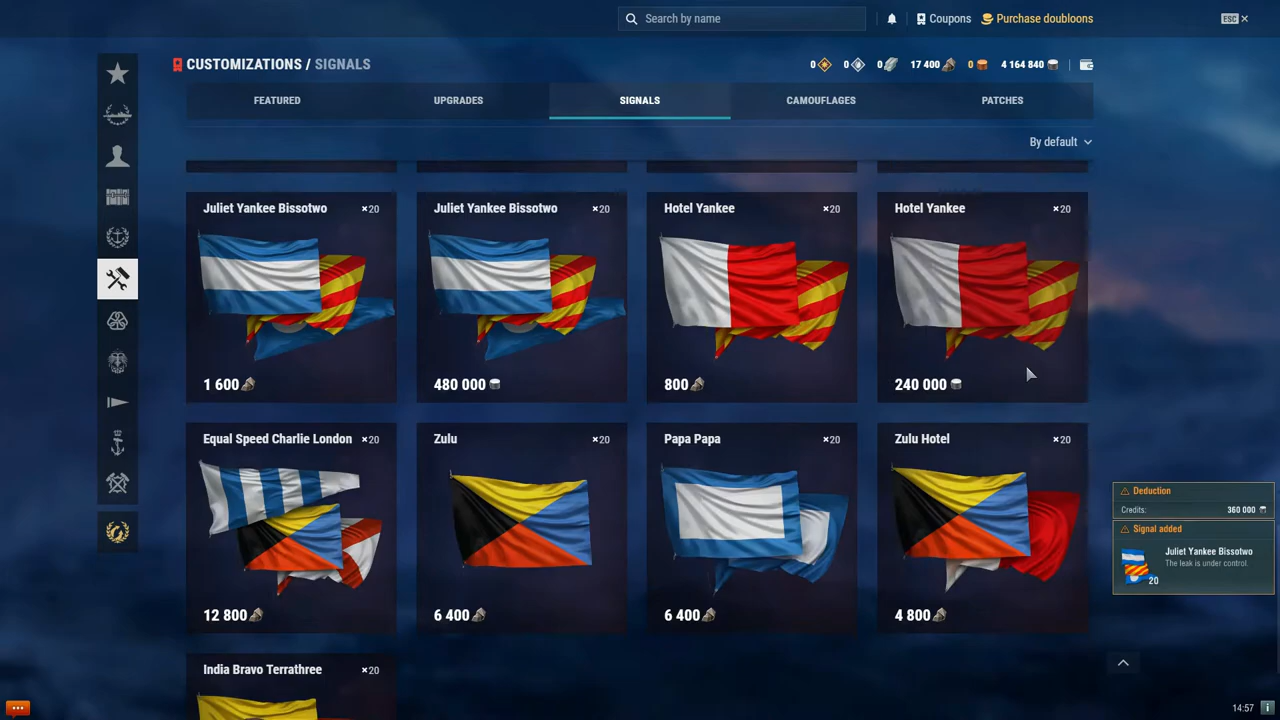 Search by name
Coupons
Purchase doubloons
ESC ×
CUSTOMIZATIONS / SIGNALS
0
0
0
17 400
0
4 164 840
FEATURED
UPGRADES
SIGNALS
CAMOUFLAGES
PATCHES
By default
Juliet Yankee Bissotwo ×20
Juliet Yankee Bissotwo ×20
Hotel Yankee ×20
Hotel Yankee ×20
1 600
480 000
800
240 000
Equal Speed Charlie London ×20
Zulu ×20
Papa Papa ×20
Zulu Hotel ×20
12 800
6 400
6 400
4 800
Deduction
Credits: 360 000
Signal added
Juliet Yankee Bissotwo
The leak is under control.
20
India Bravo Terrathree ×20
14:57